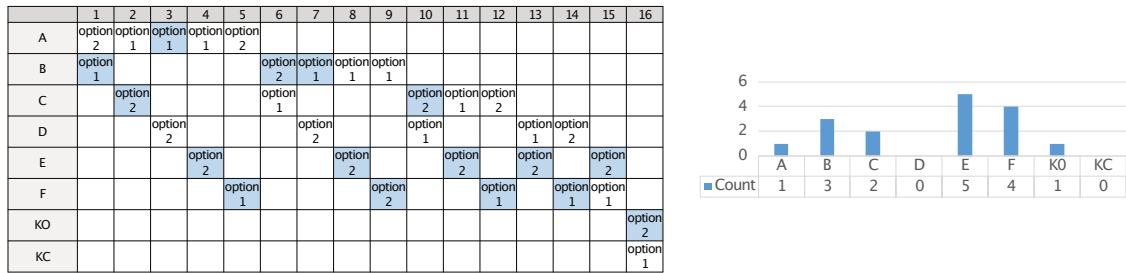 1 2 3 4 5 6 7 8 9 10 11 12 13 14 15 16
A option 2 option 1 option 1 option 1 option 2
B option 1 option 2 option 1 option 1 option 1
C option 2 option 1 option 2 option 1 option 2
D option 2 option 2 option 1 option 1 option 2
E option 2 option 2 option 2 option 2 option 2
F option 1 option 2 option 1 option 1 option 1
KO option 2
KC option 1
6
4
2
0
A B C D E F K0 KC
Count 1 3 2 0 5 4 1 0